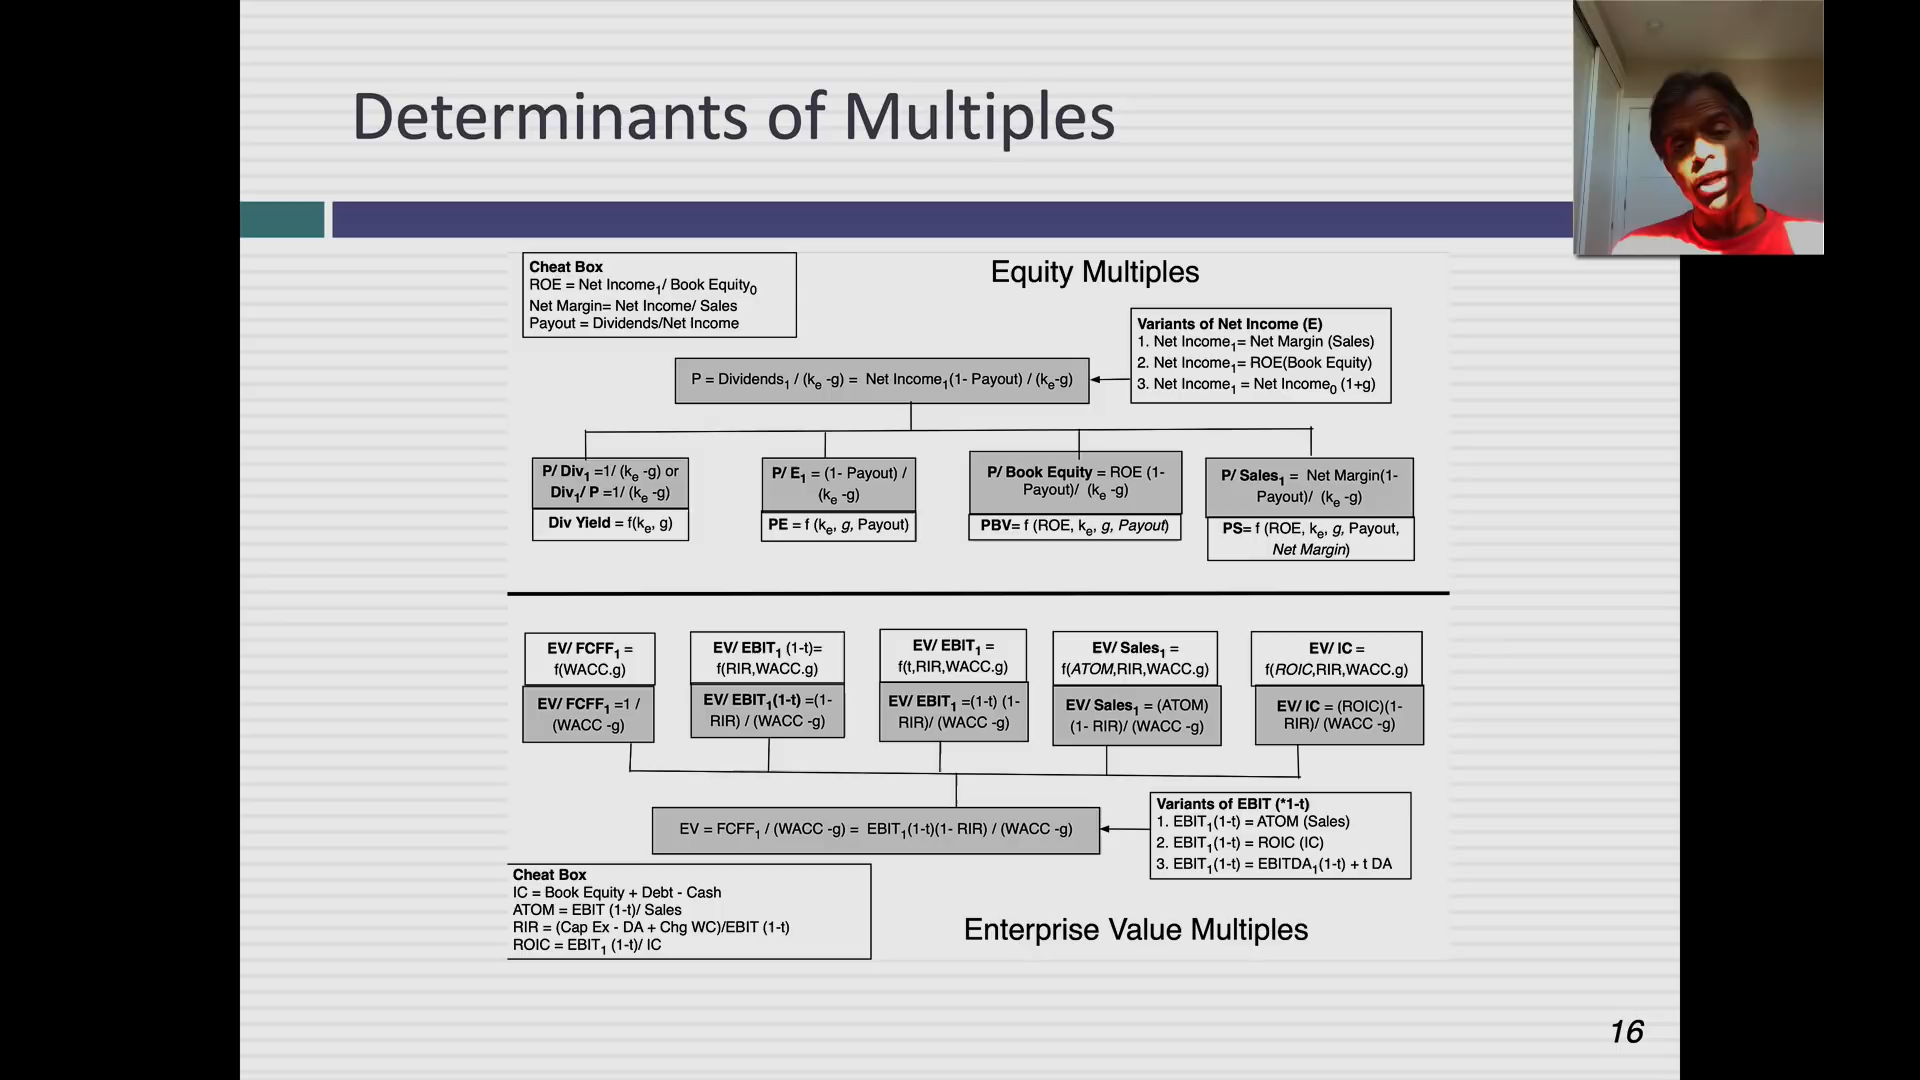 Determinants of Multiples
Cheat Box
ROE = Net Income1/ Book Equity0
Net Margin= Net Income/ Sales
Payout = Dividends/Net Income
Equity Multiples
Variants of Net Income (E)
1. Net Income1= Net Margin (Sales)
2. Net Income1= ROE(Book Equity)
3. Net Income1 = Net Income0 (1+g)
P = Dividends1 / (ke -g) = Net Income1(1- Payout) / (ke-g)
P/ Div1 =1/ (ke -g) or
Div1/ P =1/ (ke -g)
Div Yield = f(ke, g)
P/ E1 = (1- Payout) /
(ke -g)
PE = f (ke, g, Payout)
P/ Book Equity = ROE (1-
Payout)/ (ke -g)
PBV= f (ROE, ke, g, Payout)
P/ Sales1 = Net Margin(1-
Payout)/ (ke -g)
PS= f (ROE, ke, g, Payout,
Net Margin)
EV/ FCFF1 =
f(WACC.g)
EV/ FCFF1 =1 /
(WACC -g)
EV/ EBIT1 (1-t)=
f(RIR,WACC.g)
EV/ EBIT1(1-t) =(1-
RIR) / (WACC -g)
EV/ EBIT1 =
f(t,RIR,WACC.g)
EV/ EBIT1 =(1-t) (1-
RIR)/ (WACC -g)
EV/ Sales1 =
f(ATOM,RIR,WACC.g)
EV/ Sales1 = (ATOM)
(1- RIR)/ (WACC -g)
EV/ IC =
f(ROIC,RIR,WACC.g)
EV/ IC = (ROIC)(1-
RIR)/ (WACC -g)
EV = FCFF1 / (WACC -g) = EBIT1(1-t)(1- RIR) / (WACC -g)
Variants of EBIT (*1-t)
1. EBIT1(1-t) = ATOM (Sales)
2. EBIT1(1-t) = ROIC (IC)
3. EBIT1(1-t) = EBITDA1(1-t) + t DA
Cheat Box
IC = Book Equity + Debt - Cash
ATOM = EBIT (1-t)/ Sales
RIR = (Cap Ex - DA + Chg WC)/EBIT (1-t)
ROIC = EBIT1 (1-t)/ IC
Enterprise Value Multiples
16